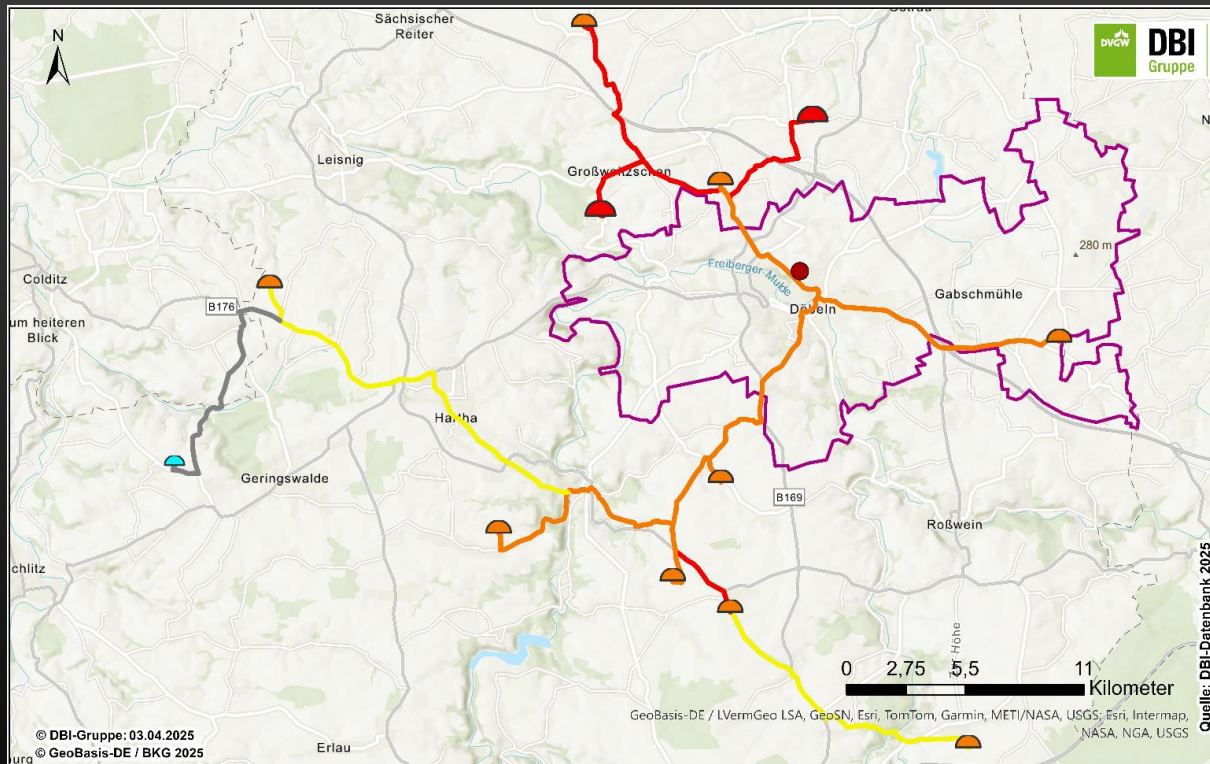 Sächsischer
Reiter
N
DVGW
DBI
Gruppe
Leisnig
Großweitzschen
280 m
Colditz
B176
Freiberger Mulde
Gabschmühle
Döbeln
um heiteren
Blick
Hartha
Geringswalde
B169
Roßwein
chlitz
Höhe
0 2,75 5,5 11
Kilometer
GeoBasis-DE / LVermGeo LSA, GeoSN, Esri, TomTom, Garmin, METI/NASA, USGS; Esri, Intermap,
NASA, NGA, USGS
Quelle: DBI-Datenbank 2025
© DBI-Gruppe: 03.04.2025
© GeoBasis-DE / BKG 2025
Erlau
burg